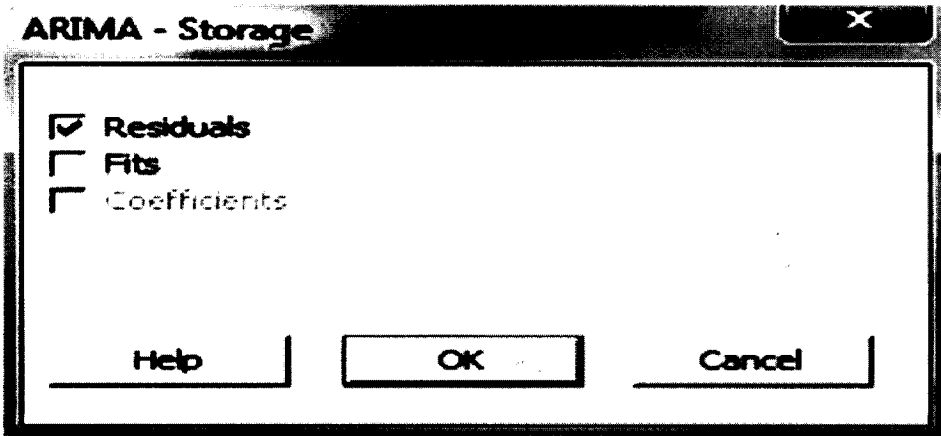 ARIMA - Storage
Residuals
Fits
Coefficients
Help OK Cancel